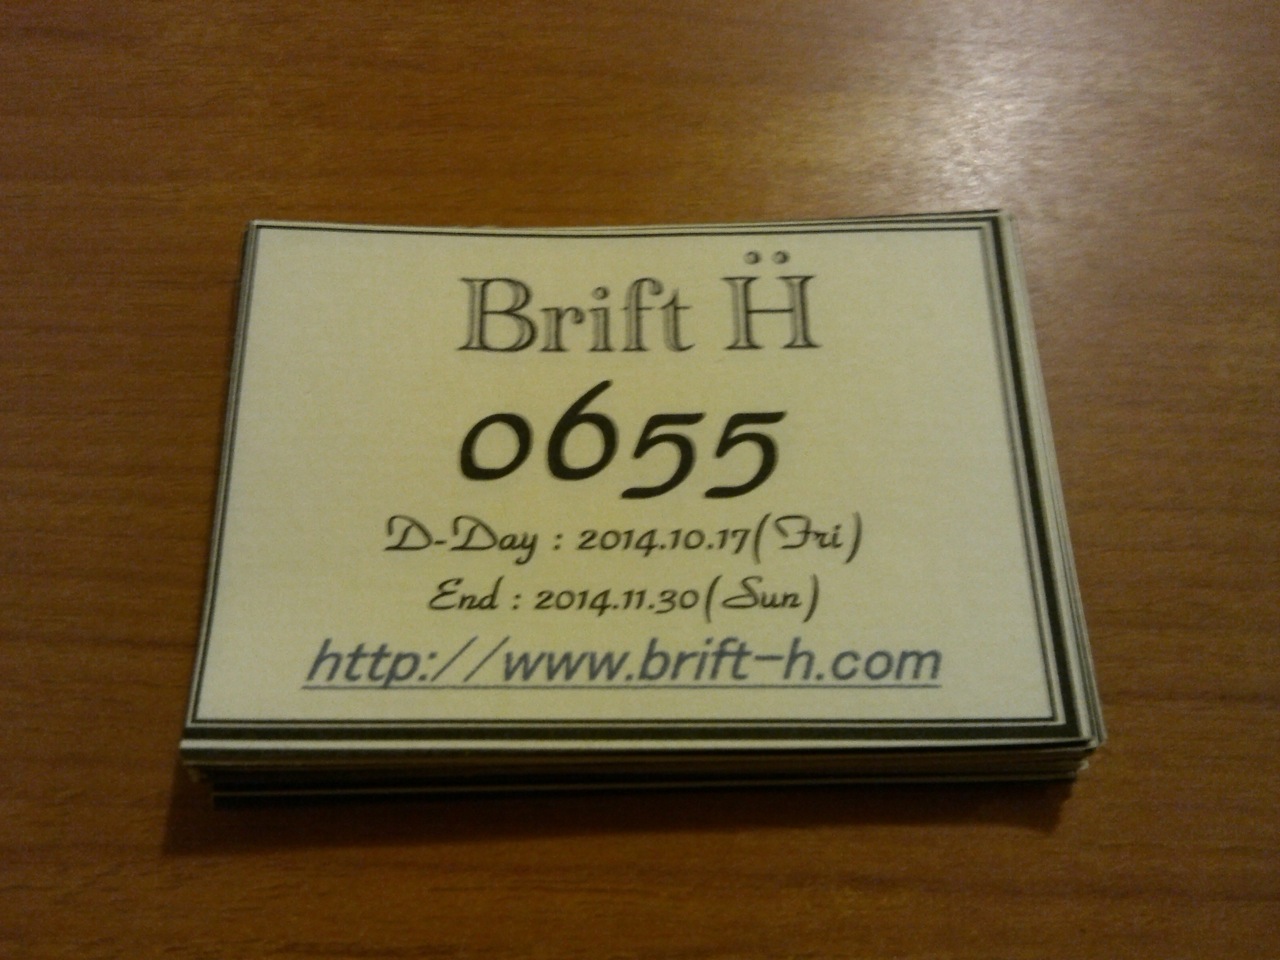 Brift Ḧ
0655
D-Day : 2014.10.17(Fri)
End : 2014.11.30(Sun)
http://www.brift-h.com